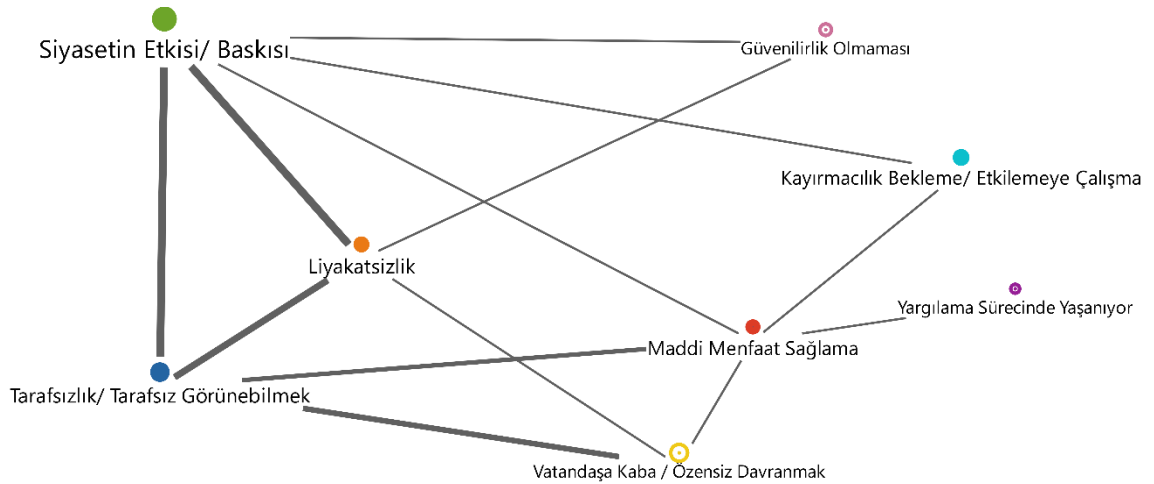 Siyasetin Etkisi/ Baskısı
Güvenilirlik Olmaması
Kayırmacılık Bekleme/ Etkilemeye Çalışma
Liyakatsizlik
Yargılama Sürecinde Yaşanıyor
Maddi Menfaat Sağlama
Tarafsızlık/ Tarafsız Görünebilmek
Vatandaşa Kaba / Özensiz Davranmak